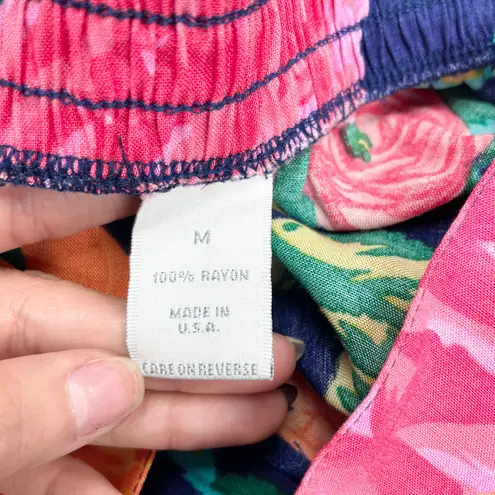 M
100% RAYON
MADE IN
U.S.A.
CARE ON REVERSE